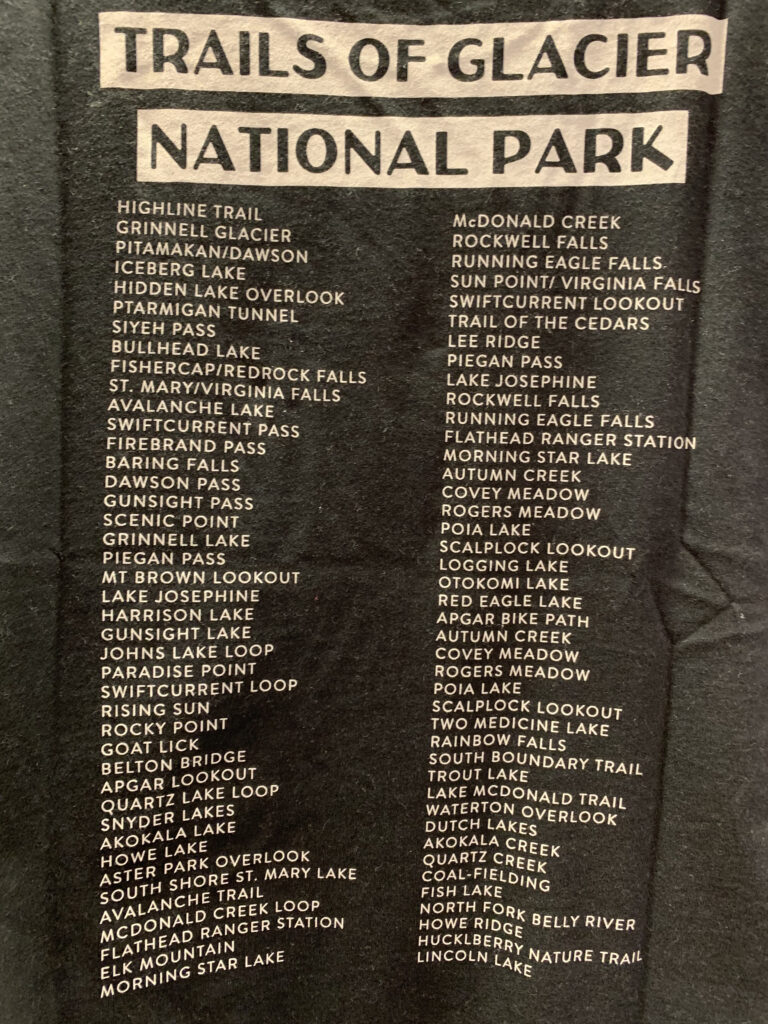 TRAILS OF GLACIER
NATIONAL PARK
HIGHLINE TRAIL
GRINNELL GLACIER
PITAMAKAN/DAWSON
ICEBERG LAKE
HIDDEN LAKE OVERLOOK
PTARMIGAN TUNNEL
SIYEH PASS
BULLHEAD LAKE
FISHERCAP/REDROCK FALLS
ST. MARY/VIRGINIA FALLS
AVALANCHE LAKE
SWIFTCURRENT PASS
FIREBRAND PASS
BARING FALLS
DAWSON PASS
GUNSIGHT PASS
SCENIC POINT
GRINNELL LAKE
PIEGAN PASS
MT BROWN LOOKOUT
LAKE JOSEPHINE
HARRISON LAKE
GUNSIGHT LAKE
JOHNS LAKE LOOP
PARADISE POINT
SWIFTCURRENT LOOP
RISING SUN
ROCKY POINT
GOAT LICK
BELTON BRIDGE
APGAR LOOKOUT
QUARTZ LAKE LOOP
SNYDER LAKES
AKOKALA LAKE
HOWE LAKE
ASTER PARK OVERLOOK
SOUTH SHORE ST. MARY LAKE
AVALANCHE TRAIL
MCDONALD CREEK LOOP
FLATHEAD RANGER STATION
ELK MOUNTAIN
MORNING STAR LAKE
McDONALD CREEK
ROCKWELL FALLS
RUNNING EAGLE FALLS
SUN POINT/ VIRGINIA FALLS
SWIFTCURRENT LOOKOUT
TRAIL OF THE CEDARS
LEE RIDGE
PIEGAN PASS
LAKE JOSEPHINE
ROCKWELL FALLS
RUNNING EAGLE FALLS
FLATHEAD RANGER STATION
MORNING STAR LAKE
AUTUMN CREEK
COVEY MEADOW
ROGERS MEADOW
POIA LAKE
SCALPLOCK LOOKOUT
LOGGING LAKE
OTOKOMI LAKE
RED EAGLE LAKE
APGAR BIKE PATH
AUTUMN CREEK
COVEY MEADOW
ROGERS MEADOW
POIA LAKE
SCALPLOCK LOOKOUT
TWO MEDICINE LAKE
RAINBOW FALLS
SOUTH BOUNDARY TRAIL
TROUT LAKE
LAKE MCDONALD TRAIL
WATERTON OVERLOOK
DUTCH LAKES
AKOKALA CREEK
QUARTZ CREEK
COAL-FIELDING
FISH LAKE
NORTH FORK BELLY RIVER
HOWE RIDGE
HUCKLBERRY NATURE TRAIL
LINCOLN LAKE